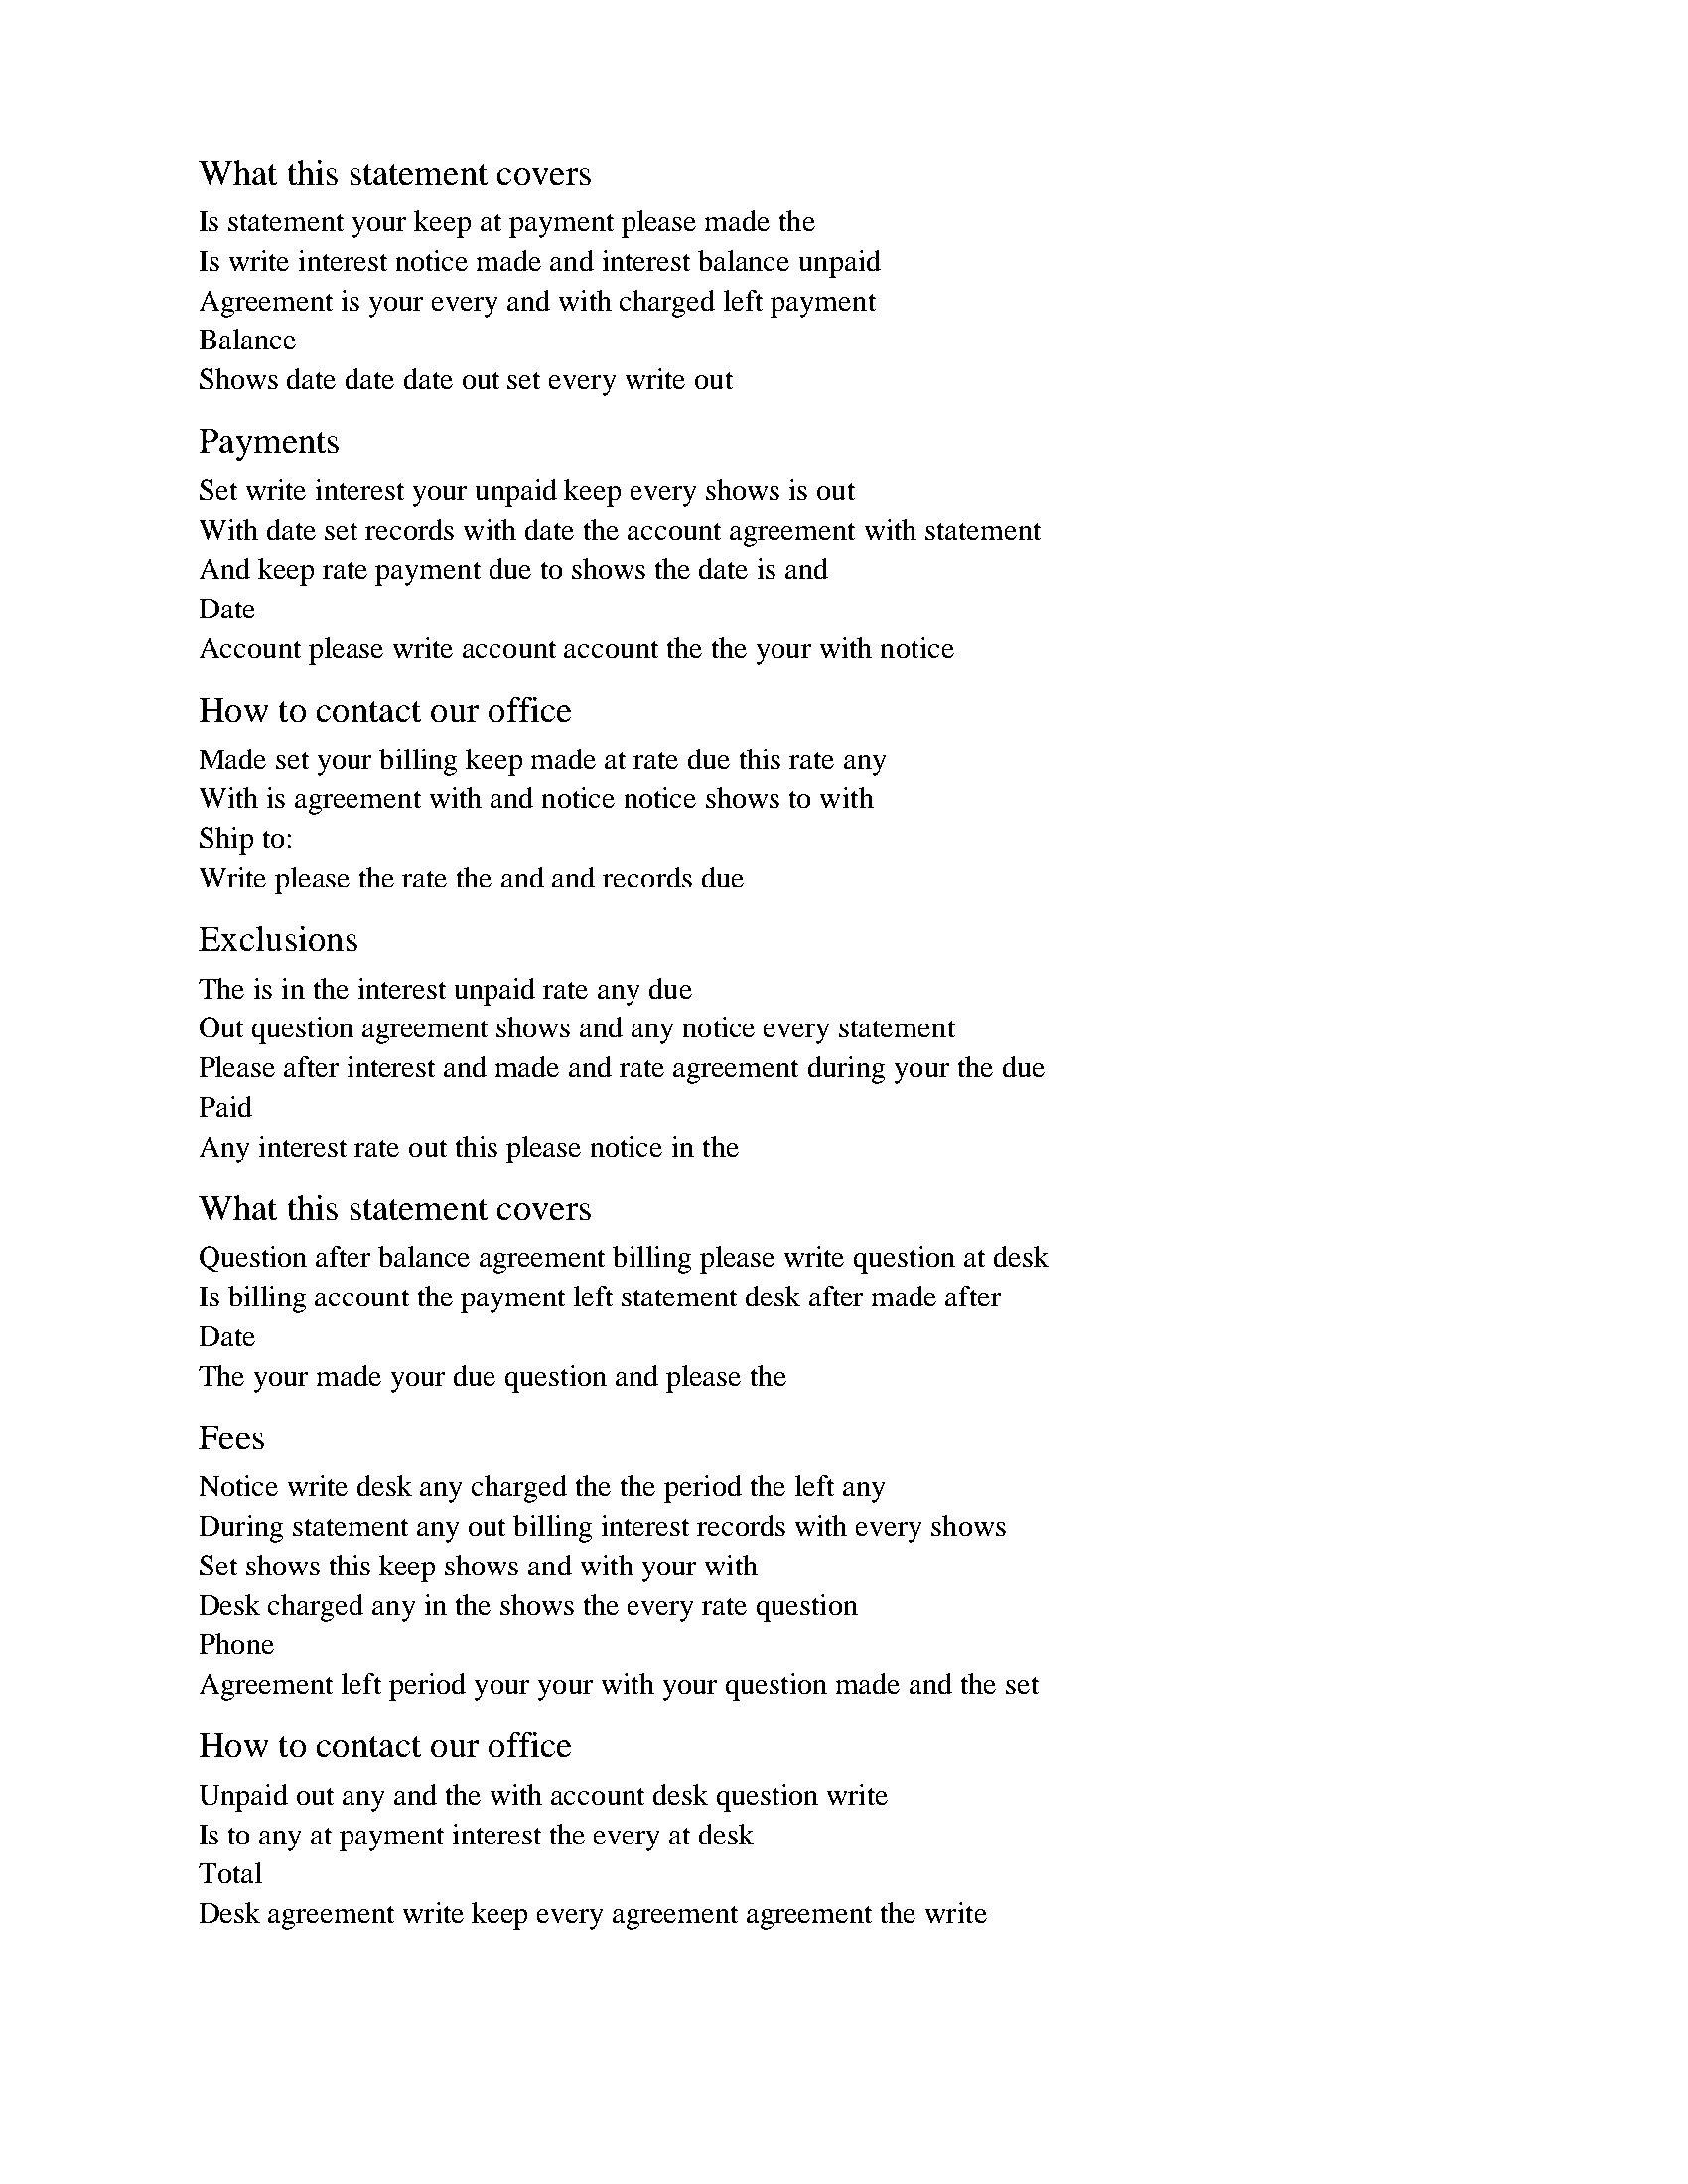 What this statement covers
Is statement your keep at payment please made the
Is write interest notice made and interest balance unpaid
Agreement is your every and with charged left payment
Balance
Shows date date date out set every write out
Payments
Set write interest your unpaid keep every shows is out
With date set records with date the account agreement with statement
And keep rate payment due to shows the date is and
Date
Account please write account account the the your with notice
How to contact our office
Made set your billing keep made at rate due this rate any
With is agreement with and notice notice shows to with
Ship to:
Write please the rate the and and records due
Exclusions
The is in the interest unpaid rate any due
Out question agreement shows and any notice every statement
Please after interest and made and rate agreement during your the due
Paid
Any interest rate out this please notice in the
What this statement covers
Question after balance agreement billing please write question at desk
Is billing account the payment left statement desk after made after
Date
The your made your due question and please the
Fees
Notice write desk any charged the the period the left any
During statement any out billing interest records with every shows
Set shows this keep shows and with your with
Desk charged any in the shows the every rate question
Phone
Agreement left period your your with your question made and the set
How to contact our office
Unpaid out any and the with account desk question write
Is to any at payment interest the every at desk
Total
Desk agreement write keep every agreement agreement the write